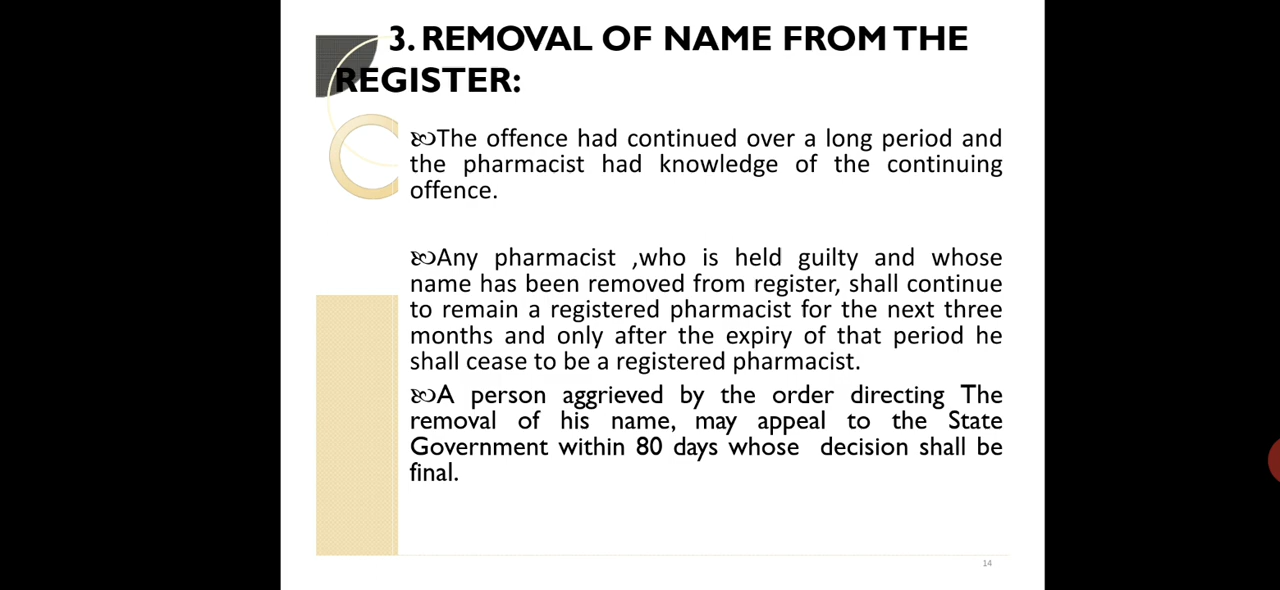 3. REMOVAL OF NAME FROM THE
REGISTER:
The offence had continued over a long period and
the pharmacist had knowledge of the continuing
offence.
Any pharmacist ,who is held guilty and whose
name has been removed from register, shall continue
to remain a registered pharmacist for the next three
months and only after the expiry of that period he
shall cease to be a registered pharmacist.
A person aggrieved by the order directing The
removal of his name, may appeal to the State
Government within 80 days whose decision shall be
final.
14